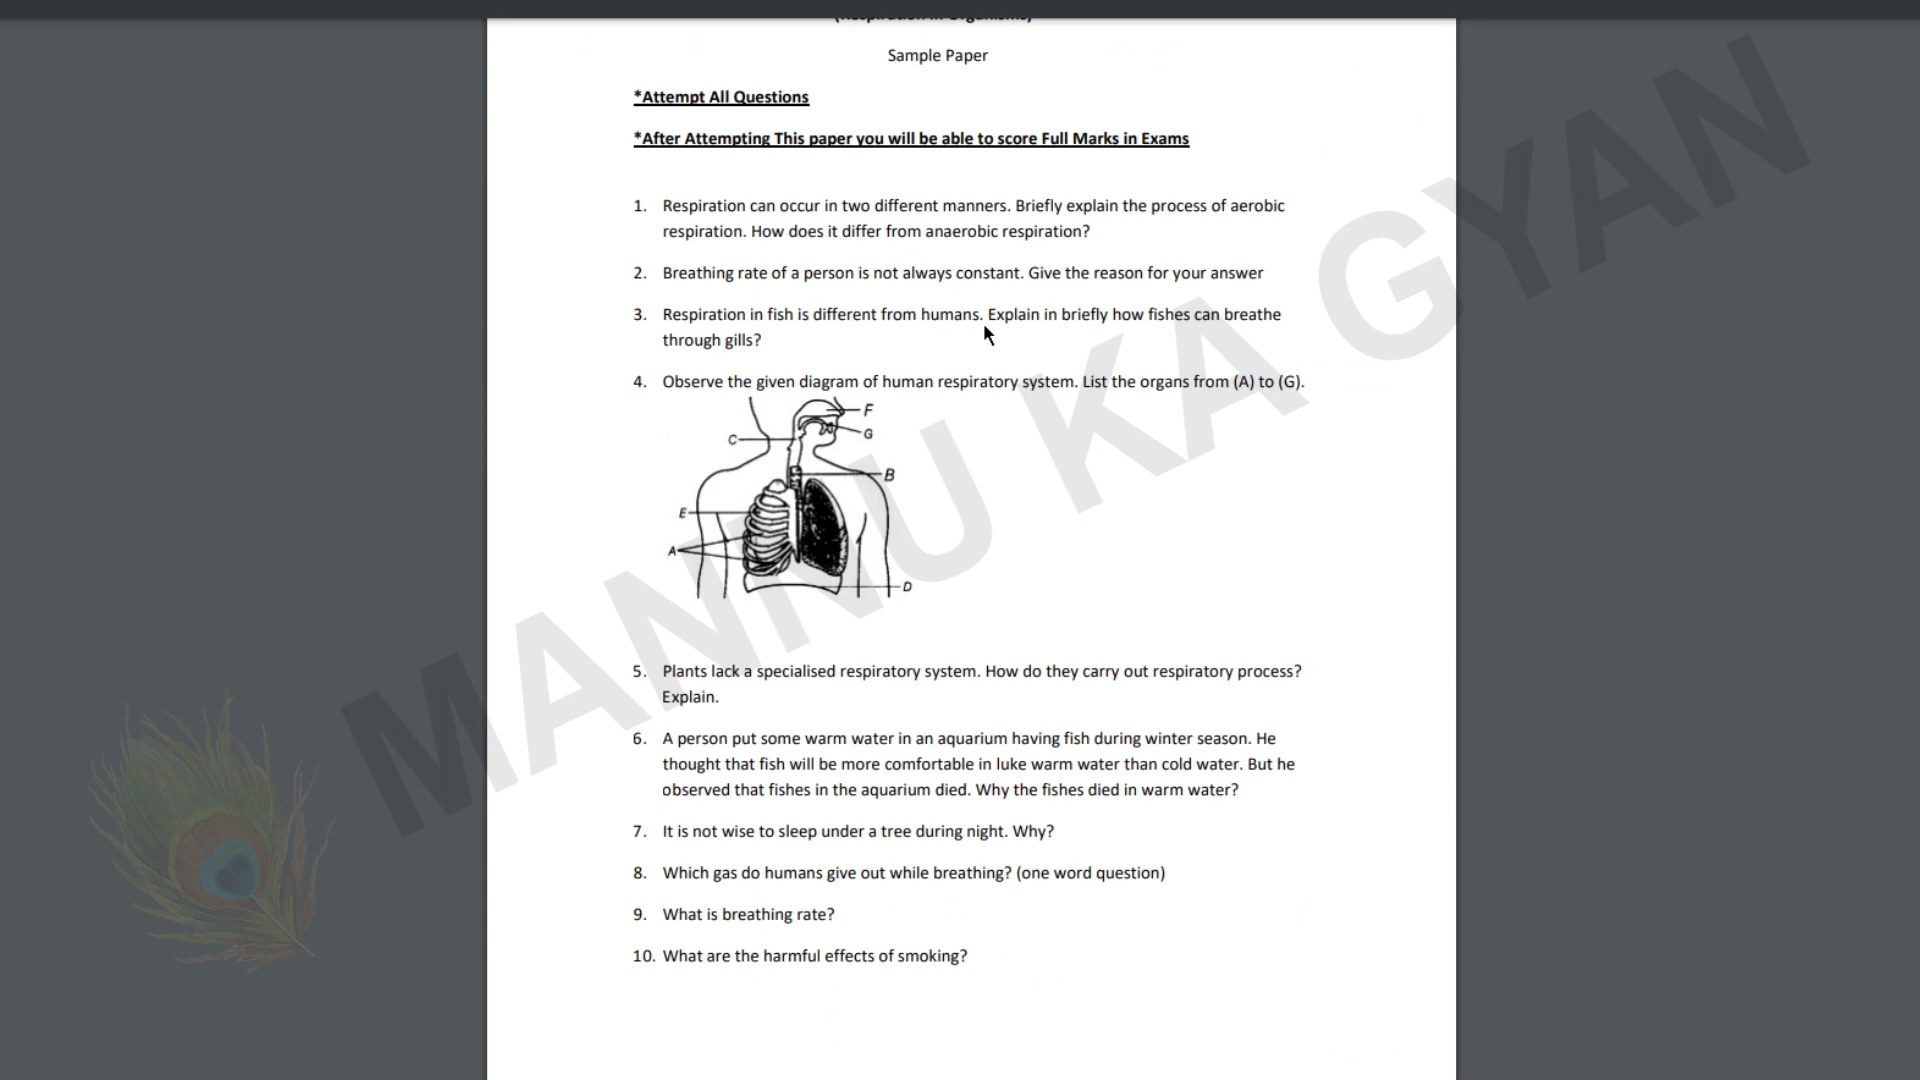 Sample Paper
*Attempt All Questions
*After Attempting This paper you will be able to score Full Marks in Exams
1. Respiration can occur in two different manners. Briefly explain the process of aerobic
respiration. How does it differ from anaerobic respiration?
2. Breathing rate of a person is not always constant. Give the reason for your answer
3. Respiration in fish is different from humans. Explain in briefly how fishes can breathe
through gills?
4. Observe the given diagram of human respiratory system. List the organs from (A) to (G).
F
G
C
B
E
A
D
5. Plants lack a specialised respiratory system. How do they carry out respiratory process?
Explain.
6. A person put some warm water in an aquarium having fish during winter season. He
thought that fish will be more comfortable in luke warm water than cold water. But he
observed that fishes in the aquarium died. Why the fishes died in warm water?
7. It is not wise to sleep under a tree during night. Why?
8. Which gas do humans give out while breathing? (one word question)
9. What is breathing rate?
10. What are the harmful effects of smoking?
MANNU KA GYAN